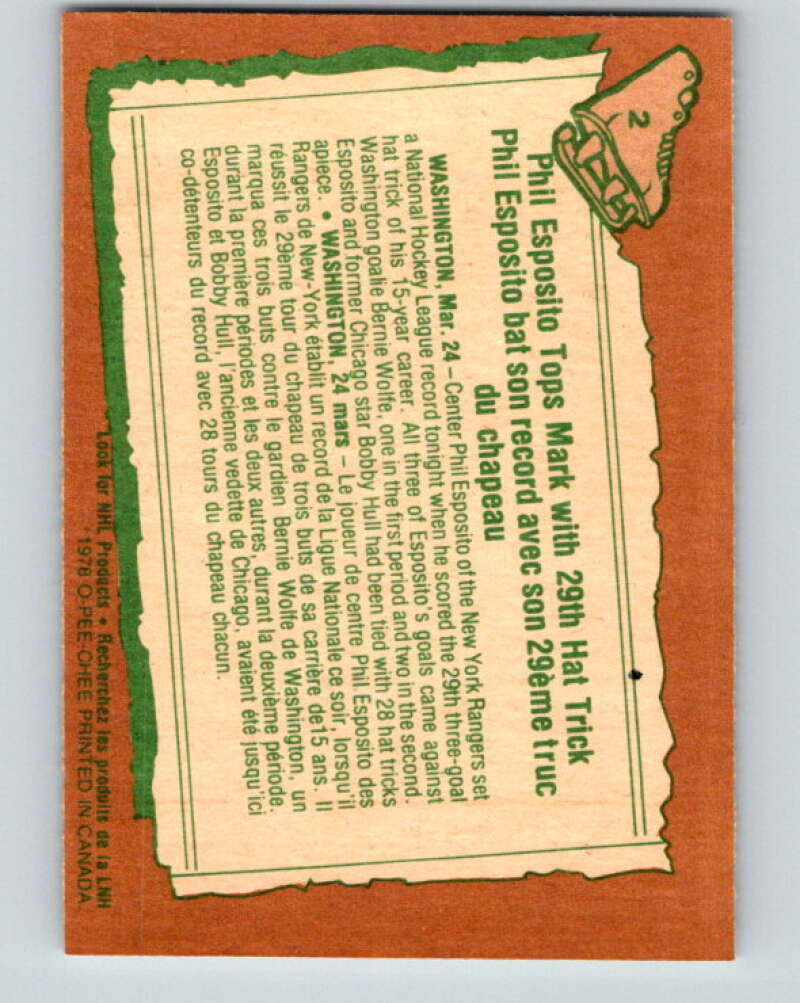 2
Phil Esposito Tops Mark with 29th Hat Trick
Phil Esposito bat son record avec son 29ème truc
du chapeau
WASHINGTON, Mar. 24 – Center Phil Esposito of the New York Rangers set
a National Hockey League record tonight when he scored the 29th three-goal
hat trick of his 15-year career. All three of Esposito's goals came against
Washington goalie Bernie Wolfe, one in the first period and two in the second.
Esposito and former Chicago star Bobby Hull had been tied with 28 hat tricks
apiece. • WASHINGTON, 24 mars – Le joueur de centre Phil Esposito des
Rangers de New-York établit un record de la Ligue Nationale ce soir, lorsqu'il
réussit le 29ème tour du chapeau de trois buts de sa carrière de15 ans. Il
marqua ces trois buts contre le gardien Bernie Wolfe de Washington, un
durant la première périodes et les deux autres, durant la deuxième période.
Esposito et Bobby Hull, l'ancienne vedette de Chicago, avaient été jusqu'ici
co-détenteurs du record avec 28 tours du chapeau chacun.
Look for NHL Products • Recherchez les produits de la LNH
*1978 O-PEE-CHEE PRINTED IN CANADA